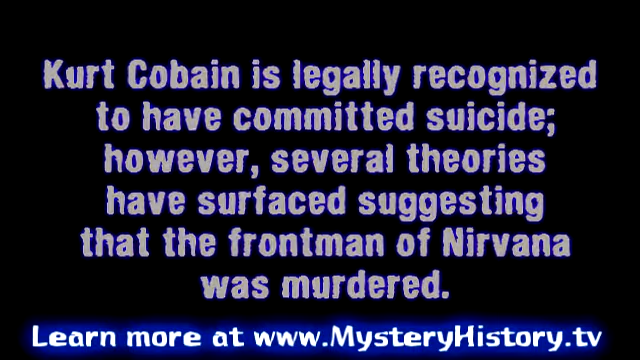 Kurt Cobain is legally recognized
to have committed suicide;
however, several theories
have surfaced suggesting
that the frontman of Nirvana
was murdered.
Learn more at www.MysteryHistory.tv